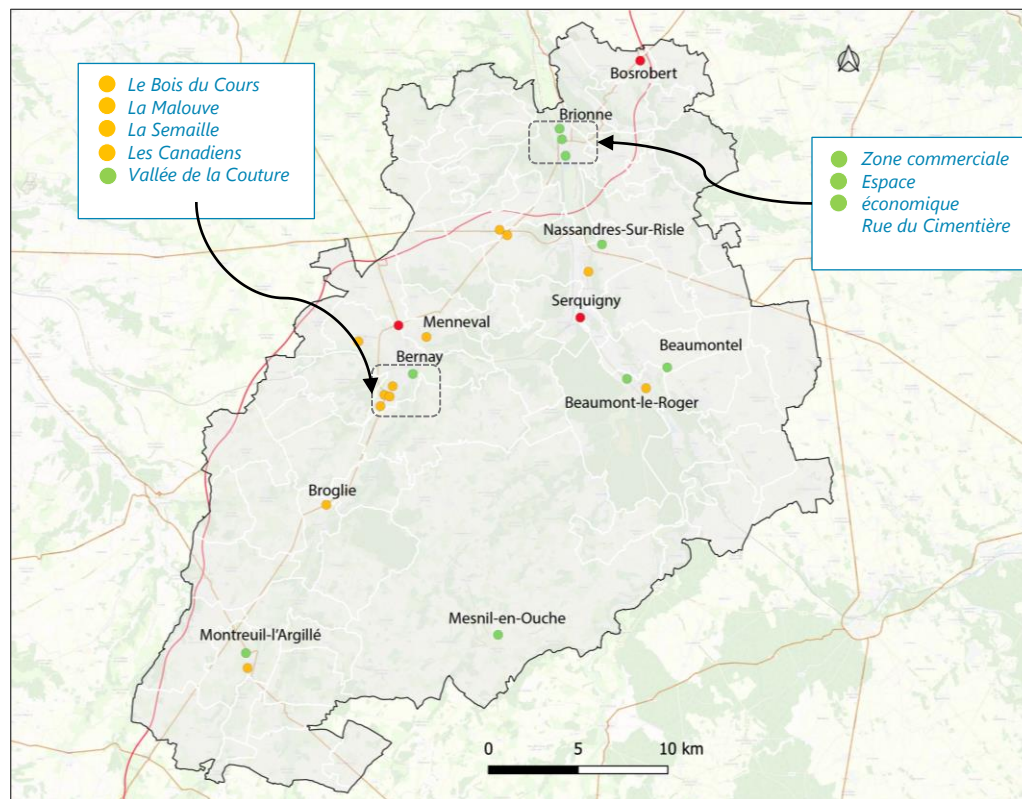 Bosrobert
Le Bois du Cours
La Malouve
La Semaille
Les Canadiens
Vallée de la Couture
Brionne
Zone commerciale
Espace
économique
Rue du Cimentière
Nassandres-Sur-Risle
Serquigny
Menneval
Beaumontel
Bernay
Beaumont-le-Roger
Broglie
Mesnil-en-Ouche
Montreuil-l'Argillé
0 5 10 km